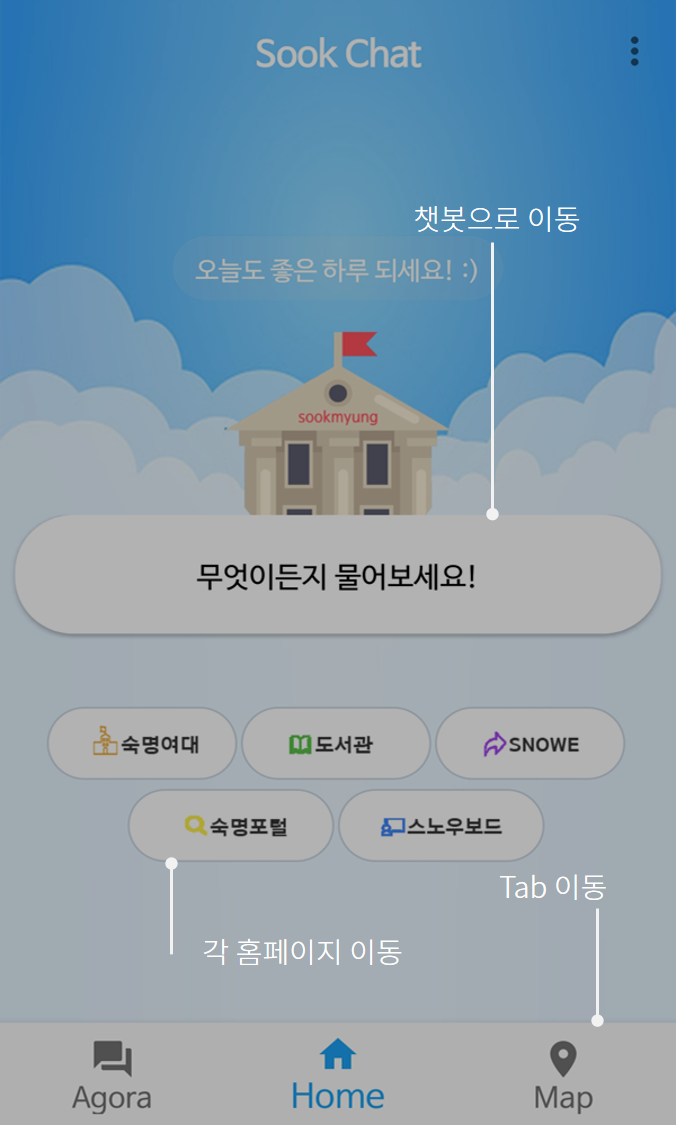 Sook Chat
챗봇으로 이동
오늘도 좋은 하루 되세요! :)
sookmyung
무엇이든지 물어보세요!
숙명여대
도서관
SNOWE
숙명포털
스노우보드
Tab 이동
각 홈페이지 이동
Agora
Home
Map